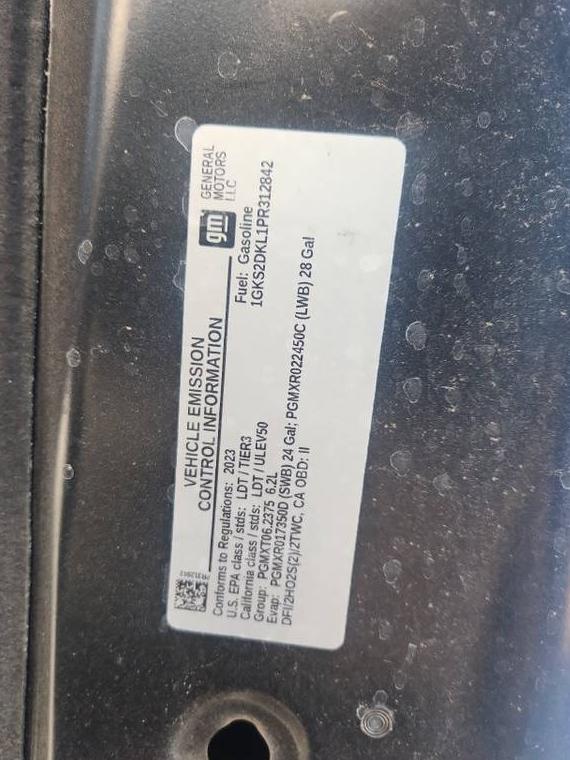 VEHICLE EMISSION
CONTROL INFORMATION
gm
GENERAL
MOTORS
LLC
Conforms to Regulations: 2023
Fuel: Gasoline
U.S. EPA class / stds: LDT / TIER3
1GKS2DKL1PR312842
California class / stds: LDT / ULEV50
Group: PGMXT06.2375 6.2L
Evap: PGMXR017350D (SWB) 24 Gal; PGMXR022450C (LWB) 28 Gal
DFI/2HO2S(2)/2TWC, CA OBD: II